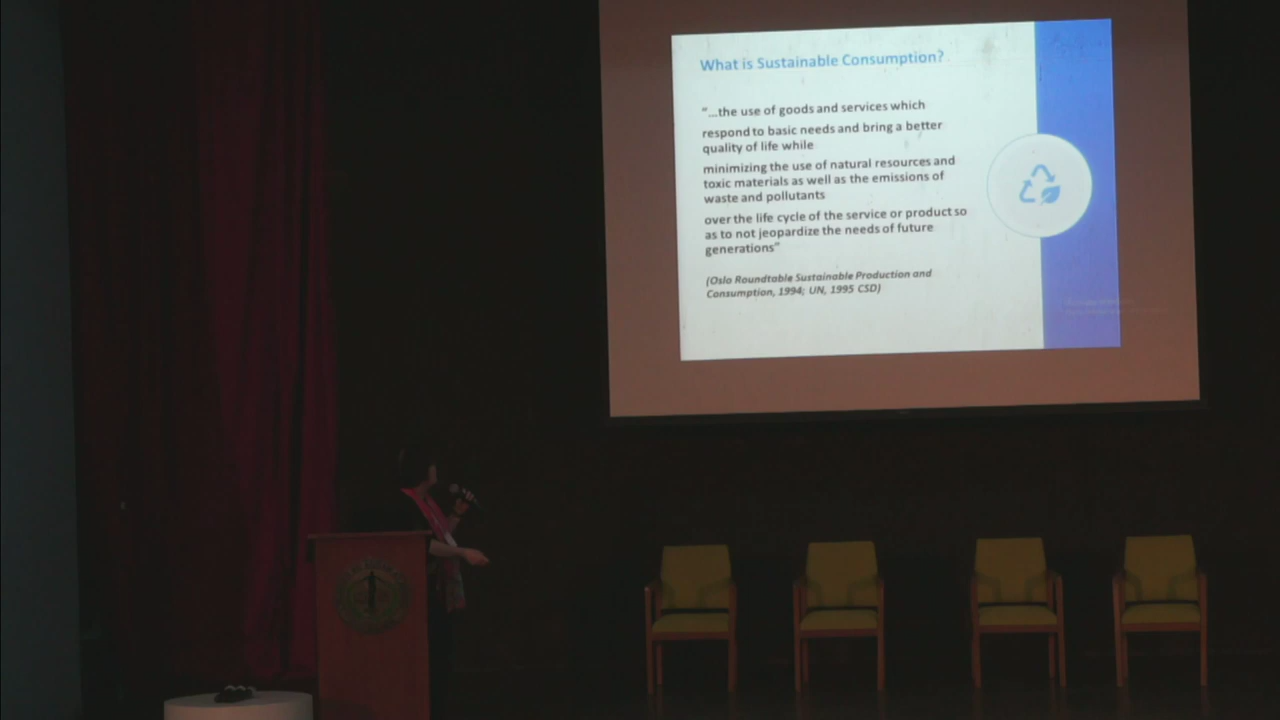 What is Sustainable Consumption?
“...the use of goods and services which
respond to basic needs and bring a better
quality of life while
minimizing the use of natural resources and
toxic materials as well as the emissions of
waste and pollutants
over the life cycle of the service or product so
as to not jeopardize the needs of future
generations”
(Oslo Roundtable Sustainable Production and
Consumption, 1994; UN, 1995 CSD)